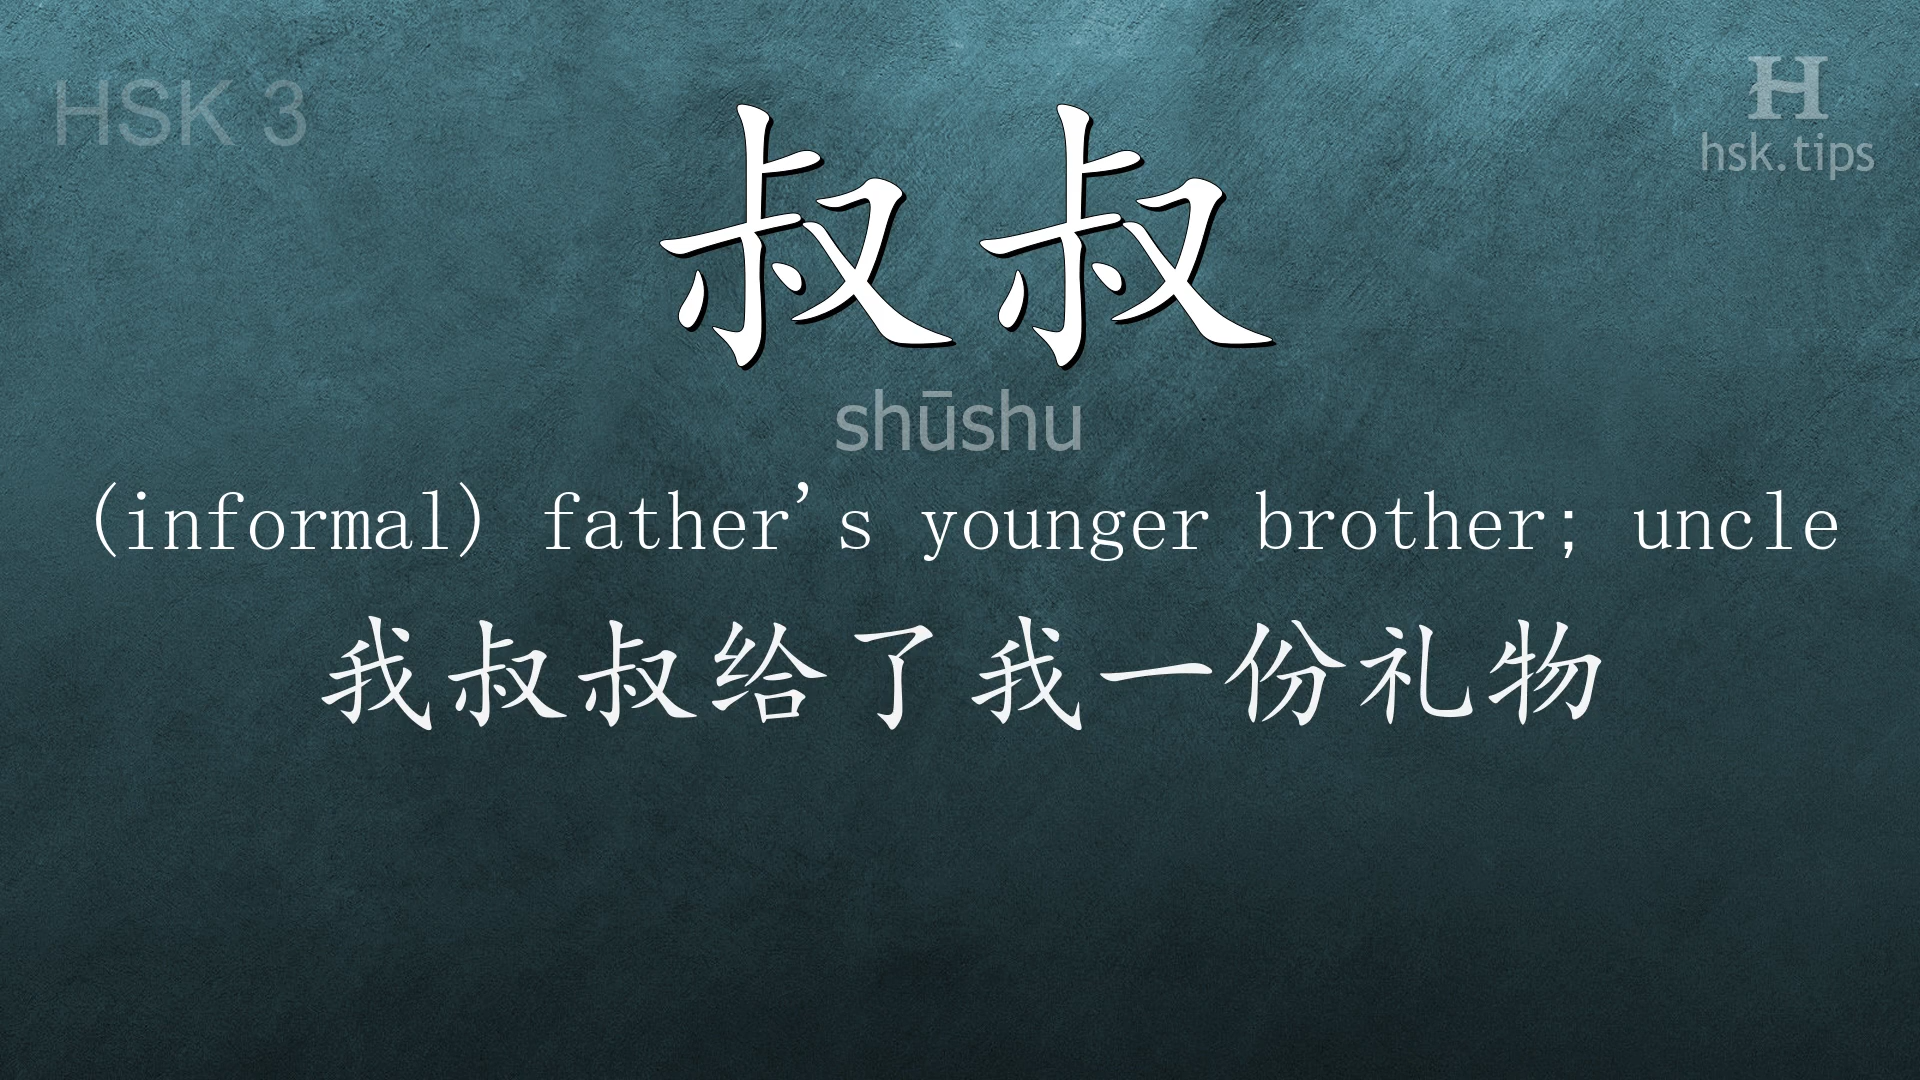 HSK 3
H
hsk.tips
叔叔
shūshu
(informal) father's younger brother; uncle
我叔叔给了我一份礼物